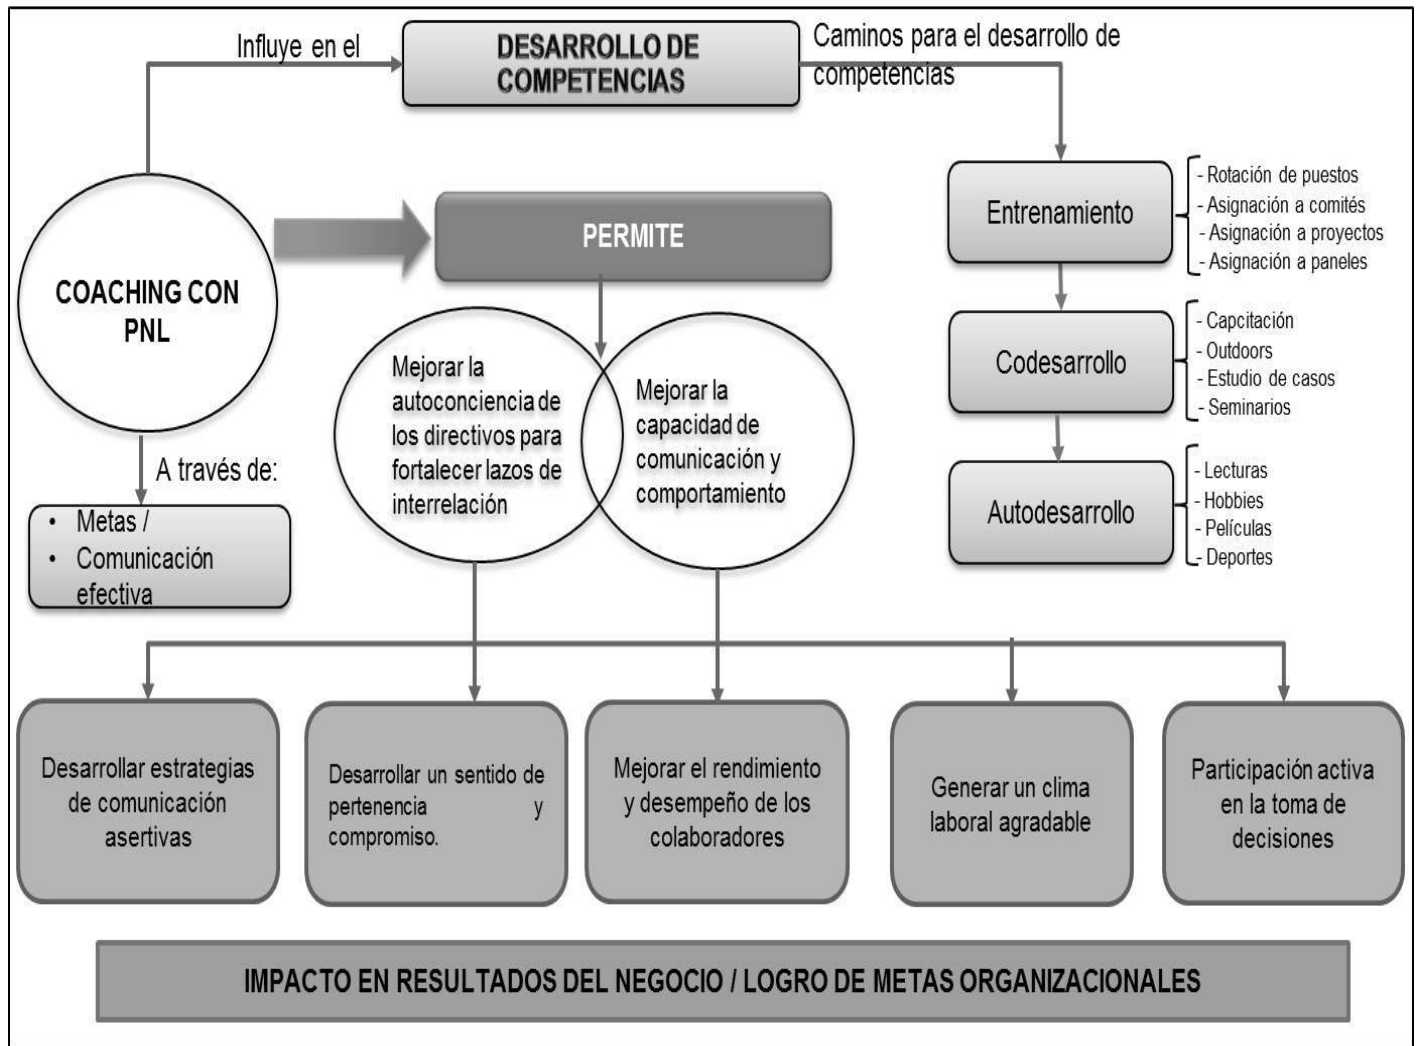 Influye en el
DESARROLLO DE
COMPETENCIAS
Caminos para el desarrollo de
competencias
COACHING CON
PNL
PERMITE
Entrenamiento
- Rotación de puestos
- Asignación a comités
- Asignación a proyectos
- Asignación a paneles
Mejorar la
autoconciencia de
los directivos para
fortalecer lazos de
interrelación
Mejorar la
capacidad de
comunicación y
comportamiento
Codesarrollo
- Capcitación
- Outdoors
- Estudio de casos
- Seminarios
A través de:
• Metas /
• Comunicación
efectiva
Autodesarrollo
- Lecturas
- Hobbies
- Películas
- Deportes
Desarrollar estrategias
de comunicación
asertivas
Desarrollar un sentido de
pertenencia y
compromiso.
Mejorar el rendimiento
y desempeño de los
colaboradores
Generar un clima
laboral agradable
Participación activa
en la toma de
decisiones
IMPACTO EN RESULTADOS DEL NEGOCIO / LOGRO DE METAS ORGANIZACIONALES